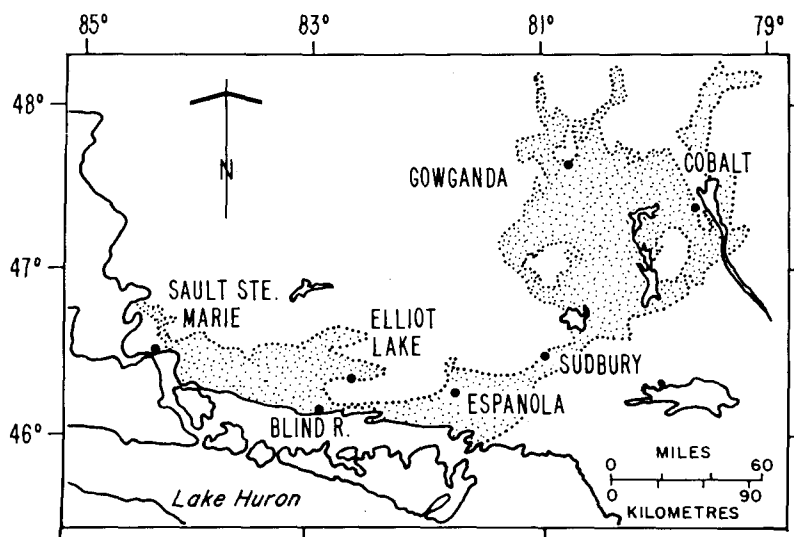 85° 83° 81° 79°
48°
COBALT
GOWGANDA
N
47°
SAULT STE.
MARIE
ELLIOT
LAKE
SUDBURY
ESPANOLA
46°
BLIND R.
MILES
0 60
0 90
KILOMETRES
Lake Huron